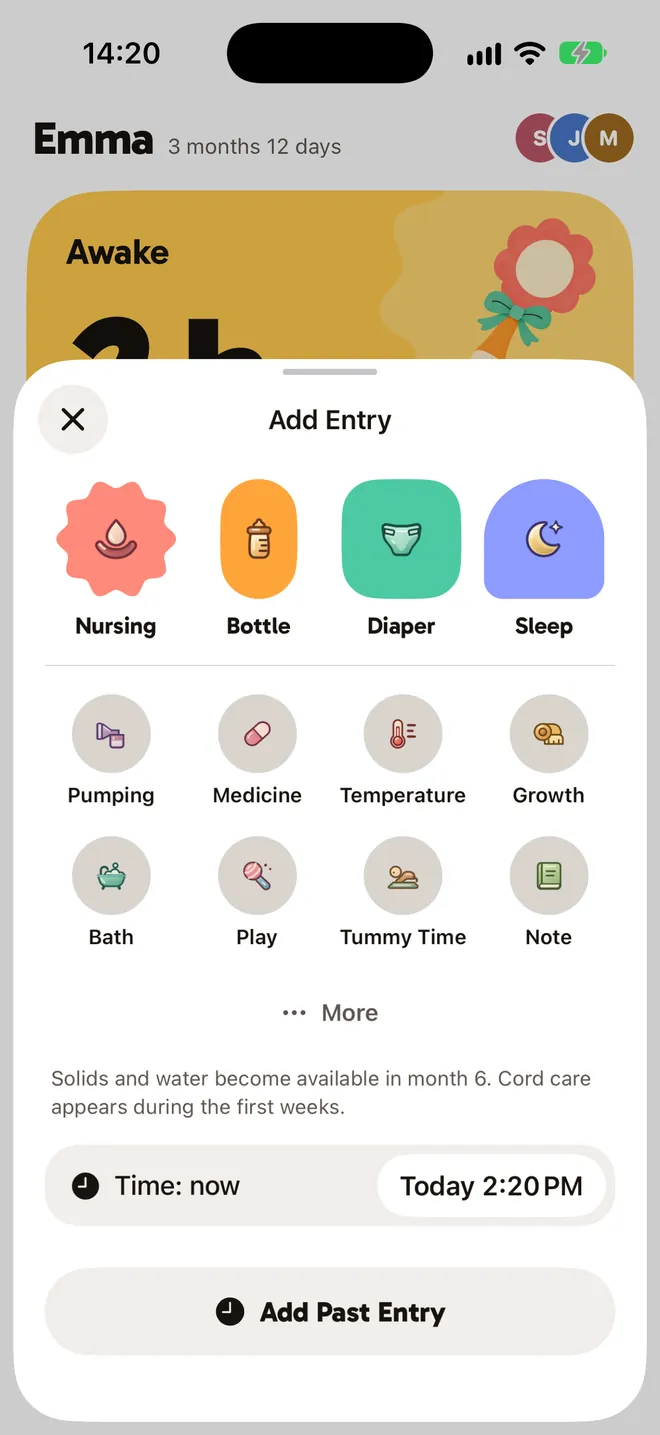 14:20
Emma 3 months 12 days
S J M
Awake
2 h
Add Entry
Nursing Bottle Diaper Sleep
Pumping Medicine Temperature Growth
Bath Play Tummy Time Note
More
Solids and water become available in month 6. Cord care
appears during the first weeks.
Time: now Today 2:20 PM
Add Past Entry